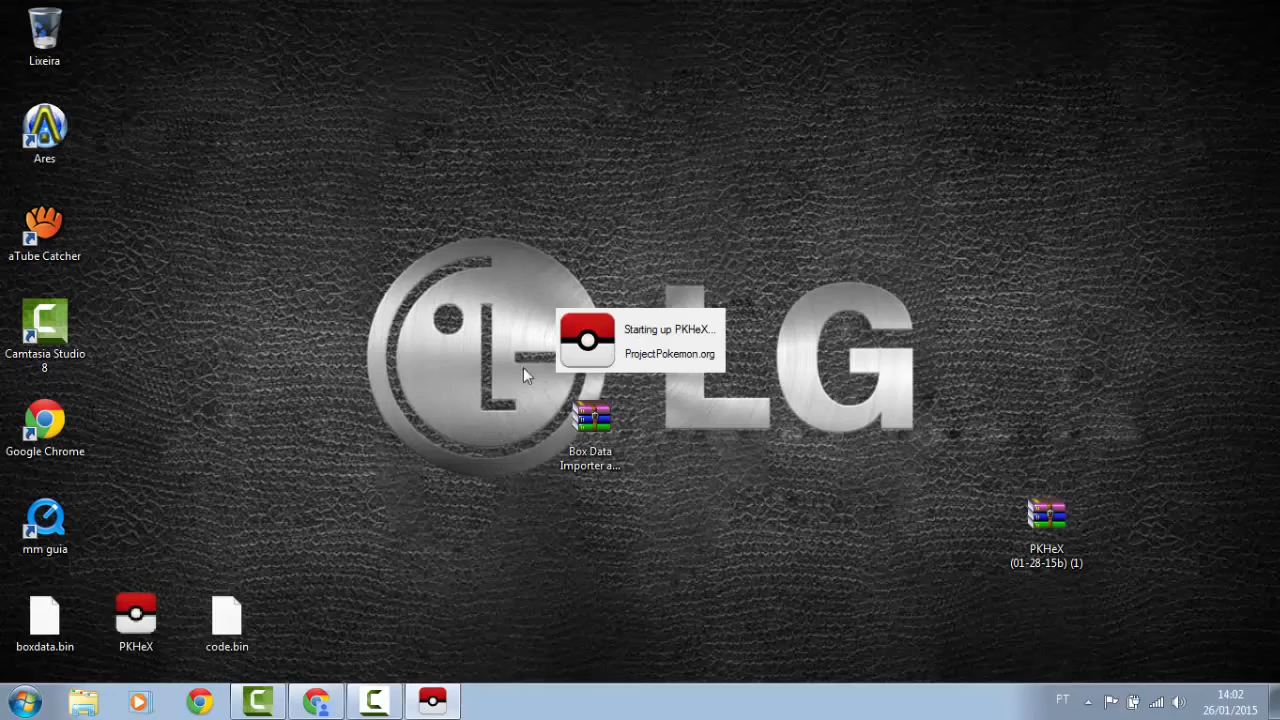 Lixeira
Ares
aTube Catcher
Camtasia Studio
8
Google Chrome
mm guia
boxdata.bin
PKHeX
code.bin
LG
Starting up PKHeX...
ProjectPokemon.org
Box Data
Importer a...
PKHeX
(01-28-15b) (1)
PT
14:02
26/01/2015